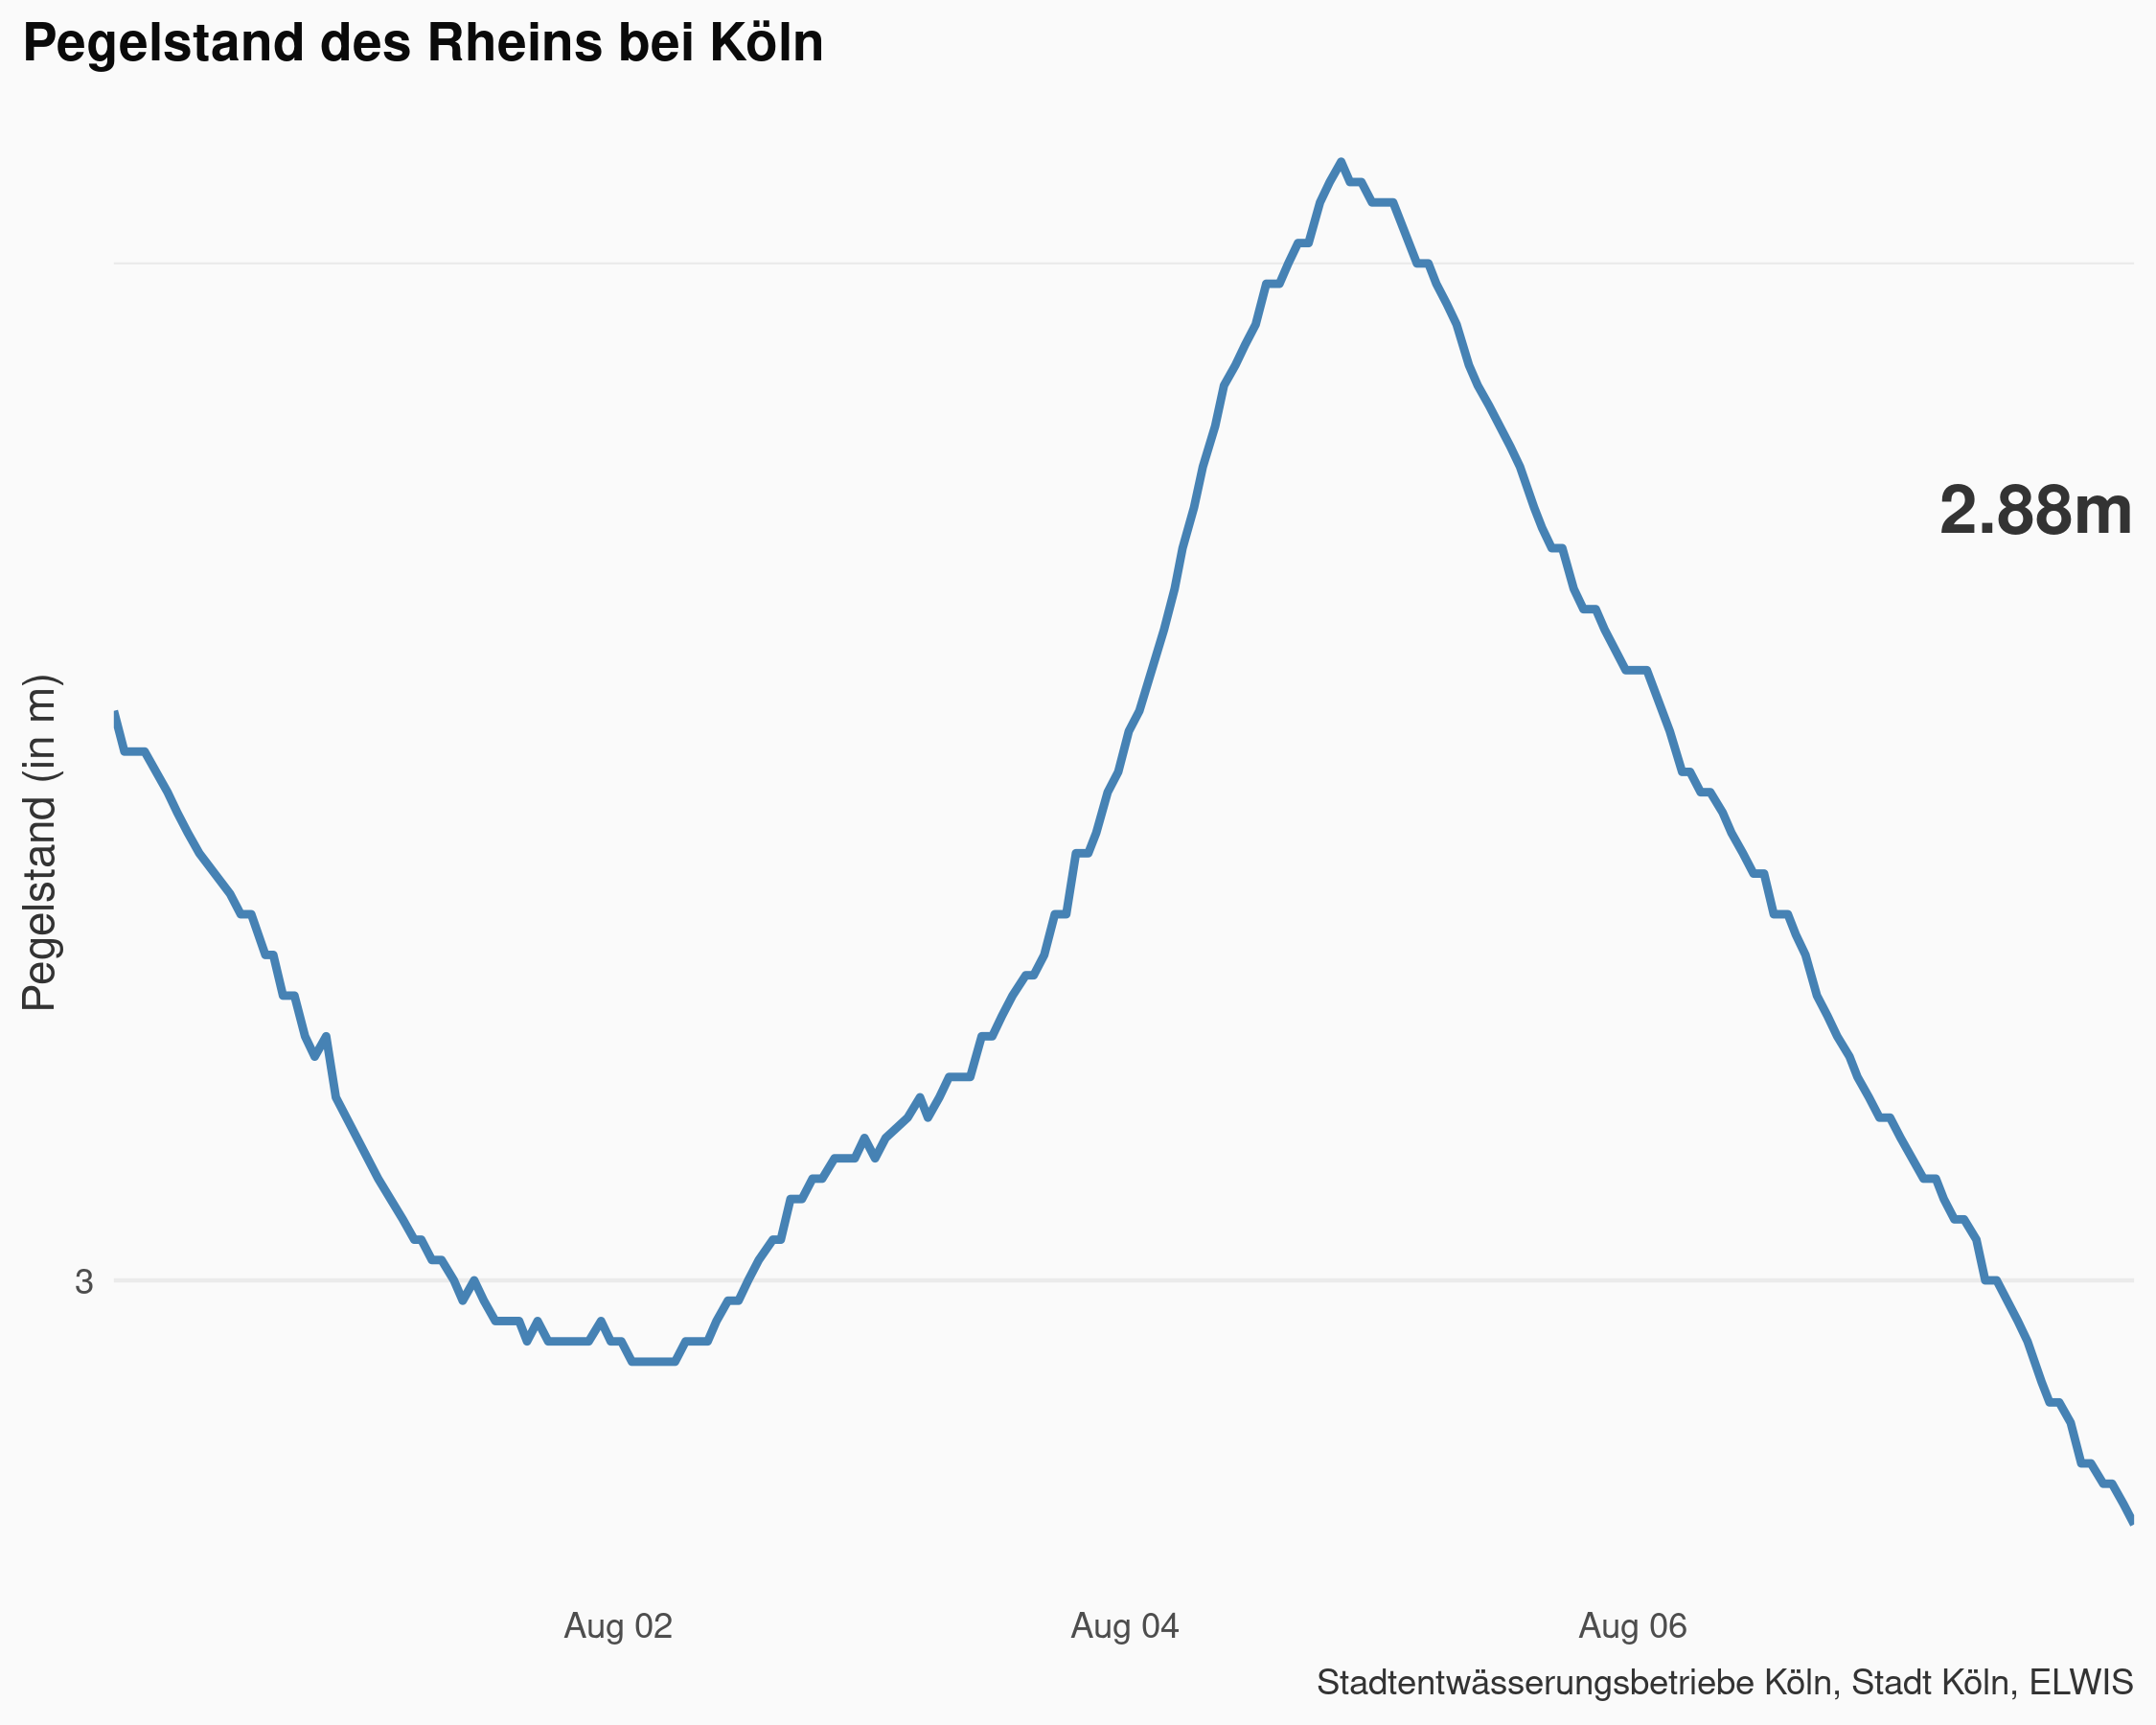 Pegelstand des Rheins bei Köln
2.88m
Pegelstand (in m)
3
Aug 02
Aug 04
Aug 06
Stadtentwässerungsbetriebe Köln, Stadt Köln, ELWIS